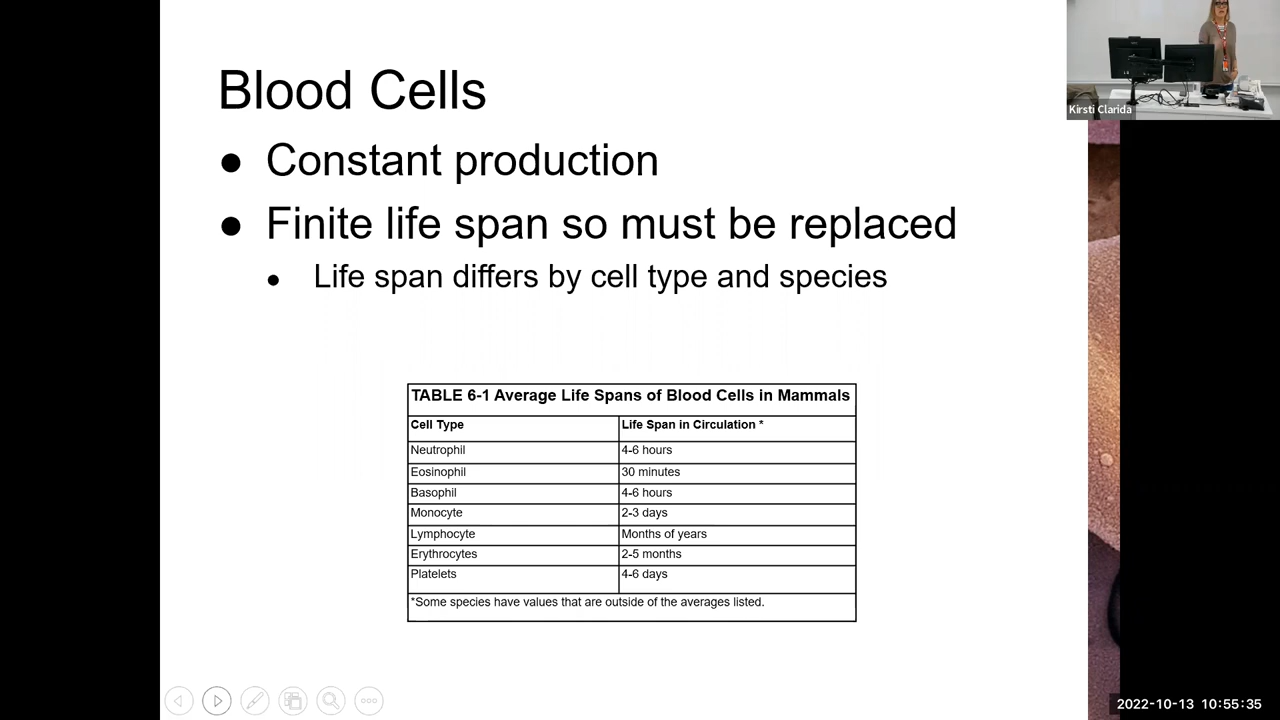 Blood Cells
● Constant production
● Finite life span so must be replaced
● Life span differs by cell type and species
TABLE 6-1 Average Life Spans of Blood Cells in Mammals
Cell Type Life Span in Circulation *
Neutrophil 4-6 hours
Eosinophil 30 minutes
Basophil 4-6 hours
Monocyte 2-3 days
Lymphocyte Months of years
Erythrocytes 2-5 months
Platelets 4-6 days
*Some species have values that are outside of the averages listed.
Kirsti Clarida
2022-10-13 10:55:35